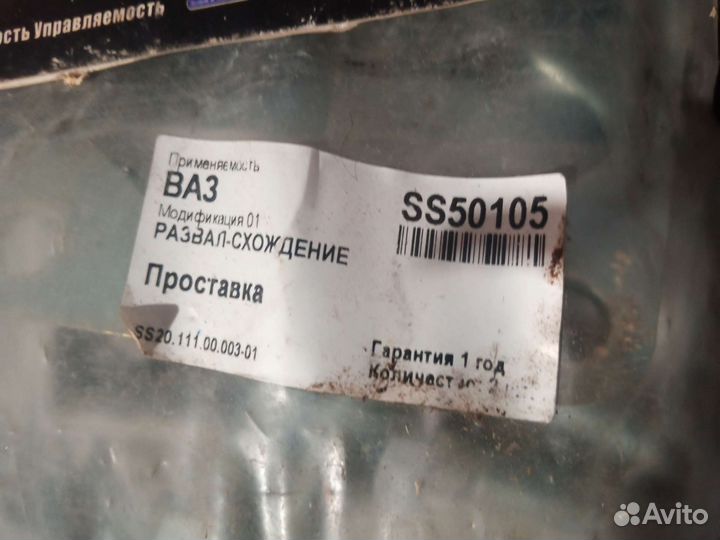 ость Управляемость
Применяемость
ВАЗ
Модификация 01
РАЗВАЛ-СХОЖДЕНИЕ
Проставка
SS20.111.00.003-01
SS50105
Гарантия 1 год
Avito